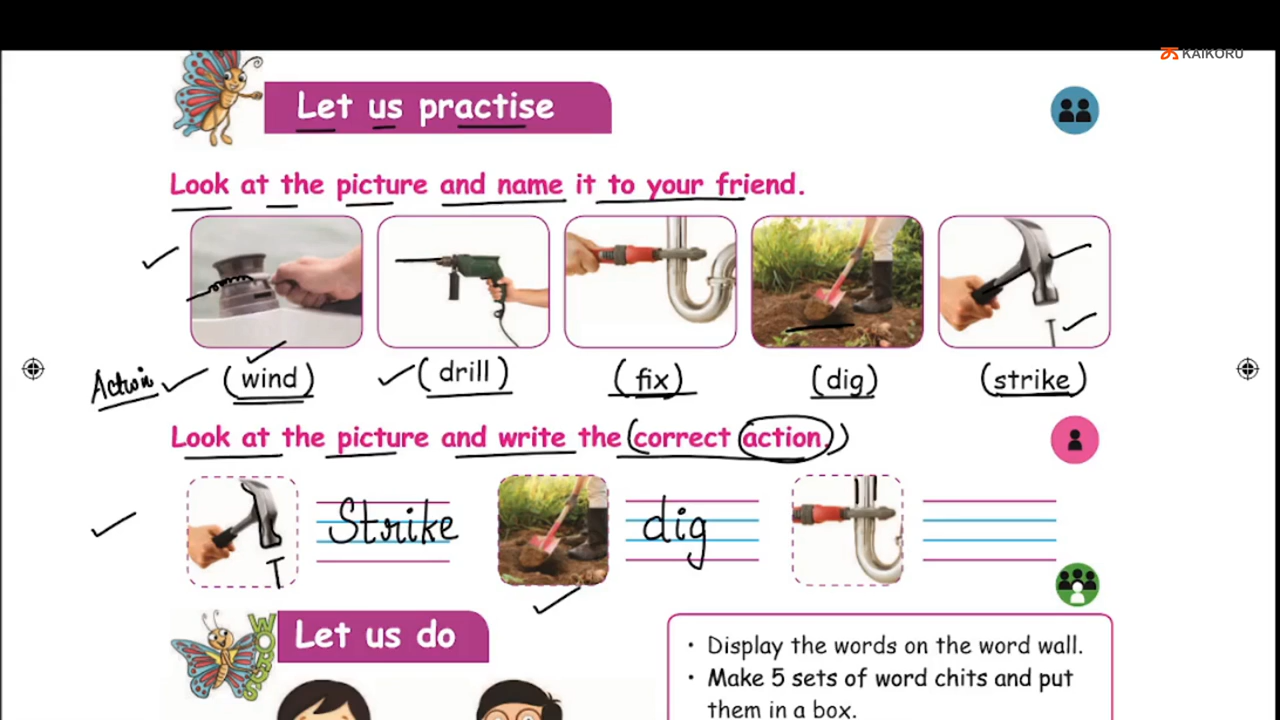 KAIKORU
Let us practise
Look at the picture and name it to your friend.
Action (wind) (drill) (fix) (dig) (strike)
Look at the picture and write the (correct action.)
Strike dig
WORDS
Let us do
• Display the words on the word wall.
• Make 5 sets of word chits and put
them in a box.